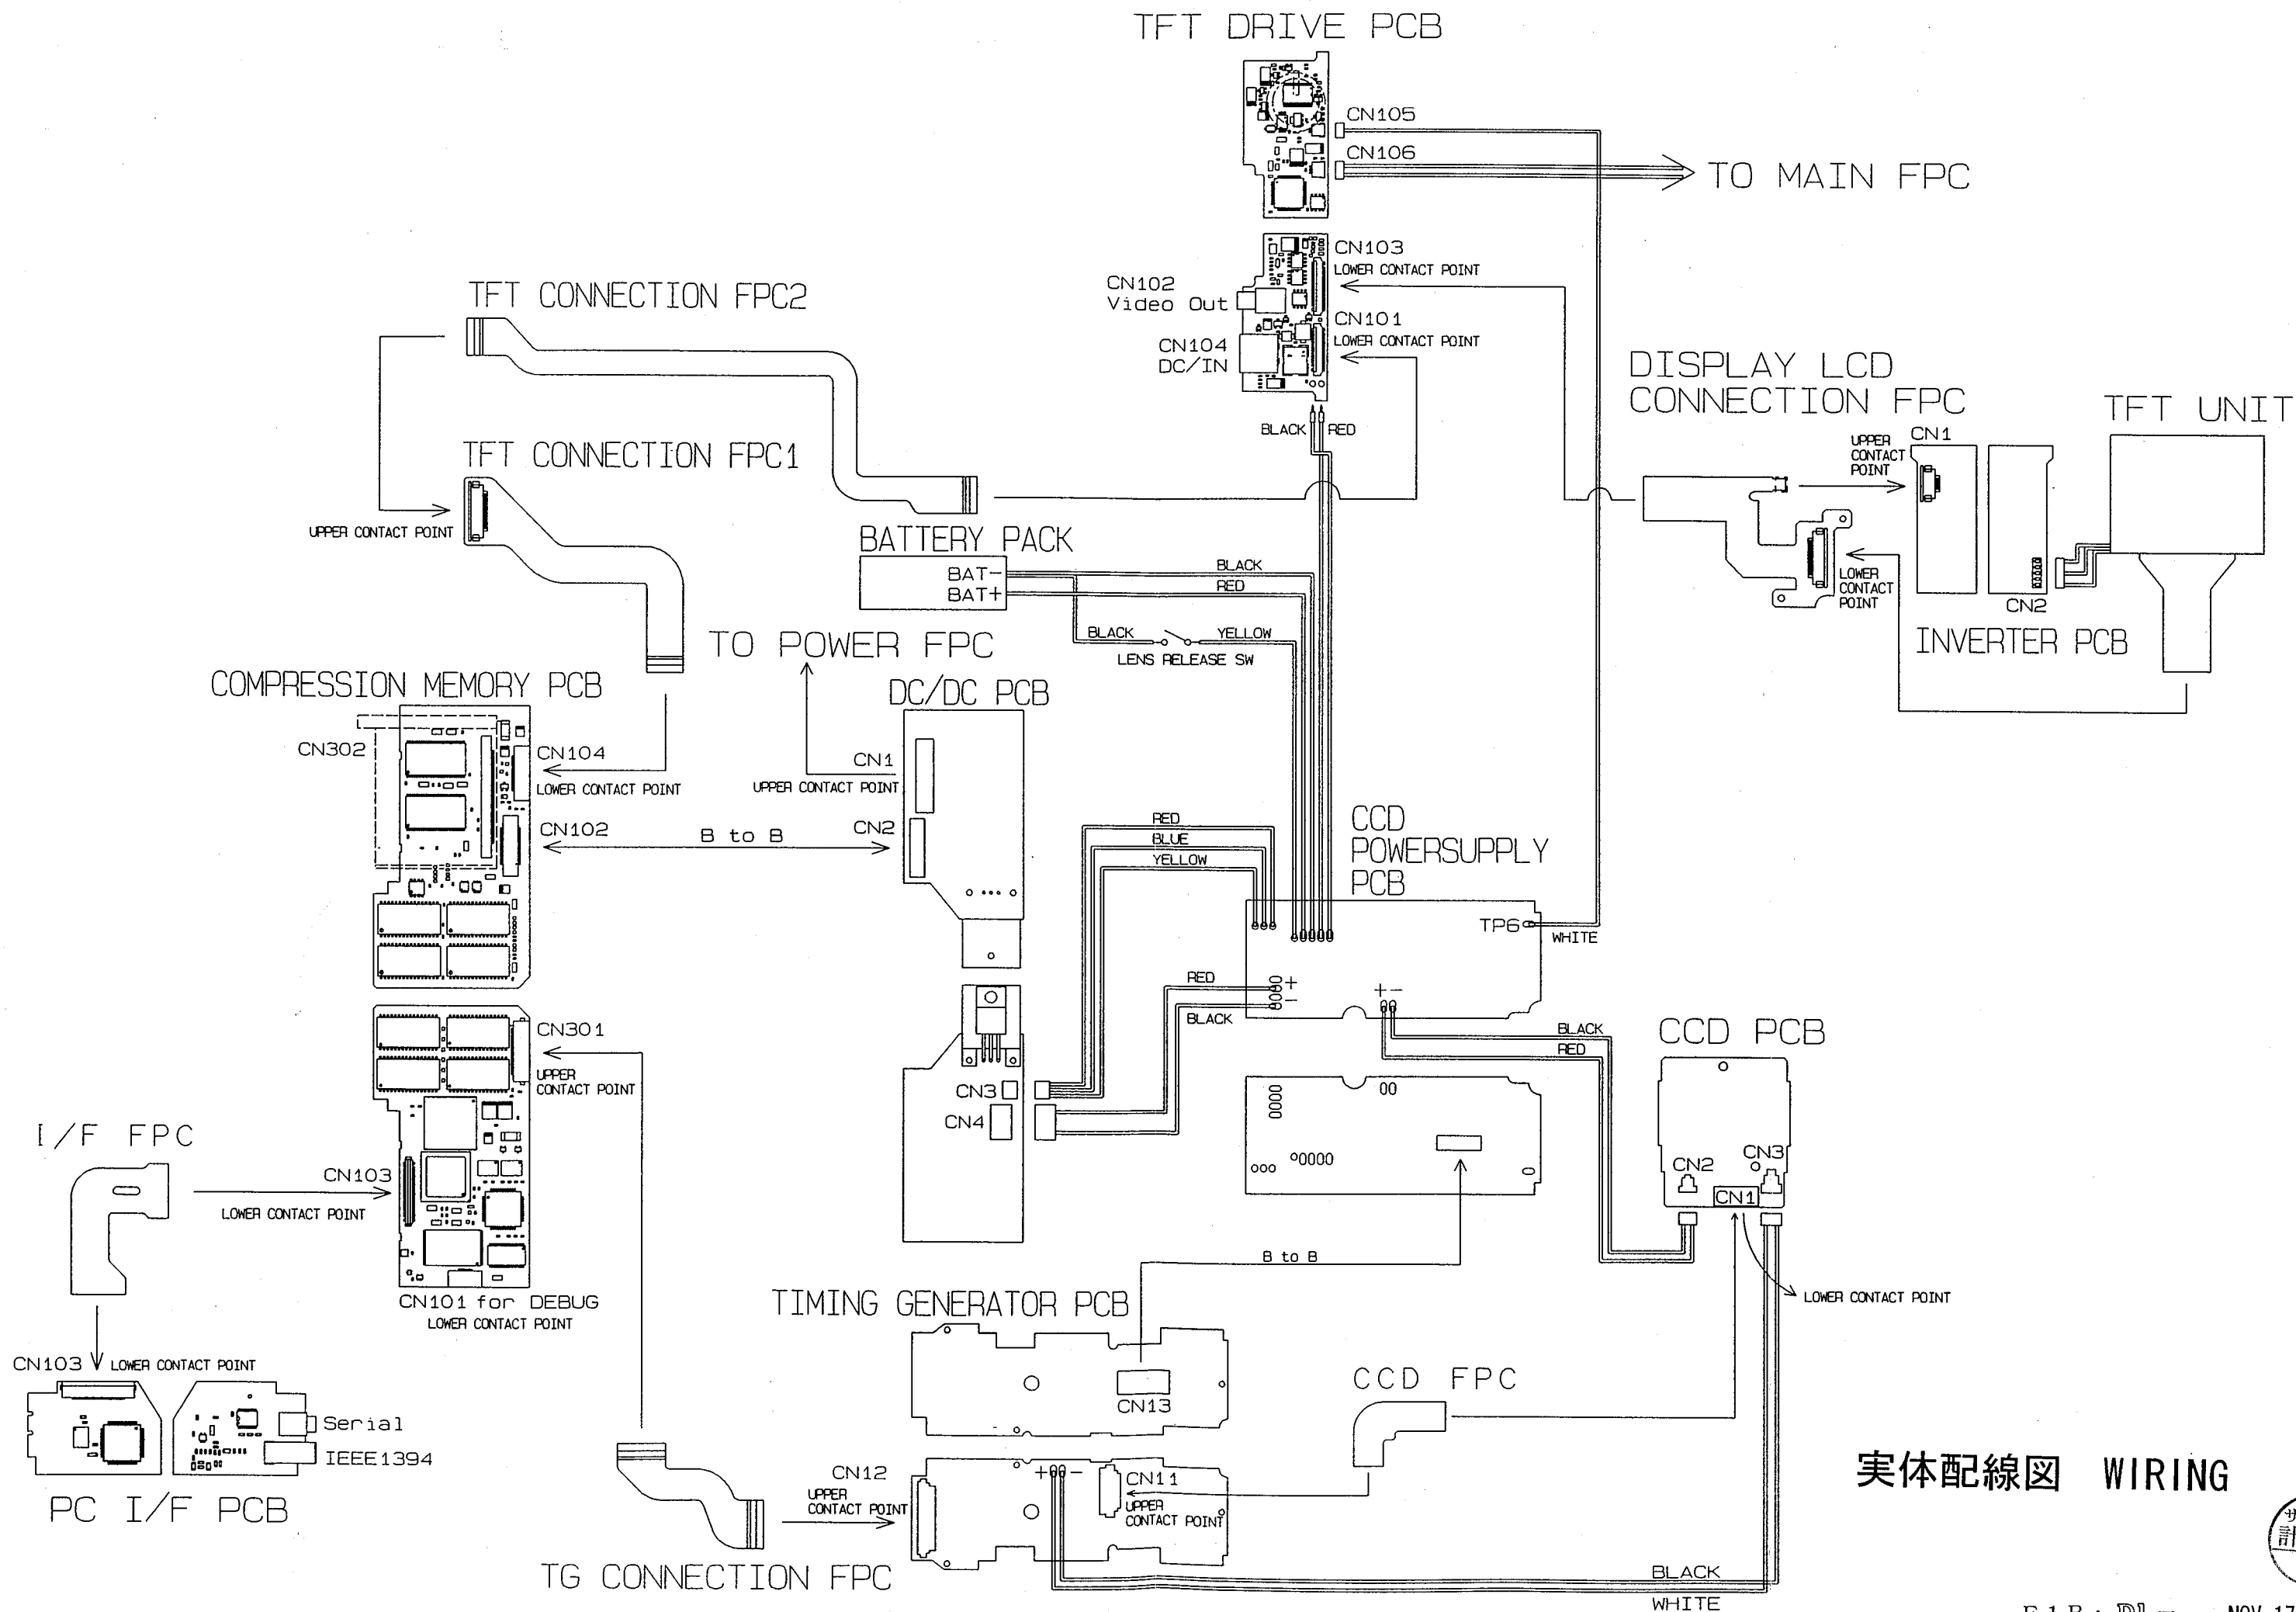 TFT DRIVE PCB
CN105
CN106
TO MAIN FPC
CN103
LOWER CONTACT POINT
CN102
Video Out
CN101
LOWER CONTACT POINT
CN104
DC/IN
BLACK
RED
TFT CONNECTION FPC2
TFT CONNECTION FPC1
UPPER CONTACT POINT
DISPLAY LCD
CONNECTION FPC
TFT UNIT
UPPER
CONTACT
POINT
CN1
LOWER
CONTACT
POINT
CN2
INVERTER PCB
BATTERY PACK
BAT-
BAT+
BLACK
RED
BLACK
YELLOW
LENS RELEASE SW
TO POWER FPC
COMPRESSION MEMORY PCB
CN302
CN104
LOWER CONTACT POINT
CN102
B to B
DC/DC PCB
CN1
UPPER CONTACT POINT
CN2
RED
BLUE
YELLOW
CCD
POWERSUPPLY
PCB
TP6
WHITE
RED
+
-
BLACK
+-
BLACK
RED
CCD PCB
CN301
UPPER
CONTACT POINT
CN3
CN4
CN2
CN3
CN1
LOWER CONTACT POINT
I/F FPC
CN103
LOWER CONTACT POINT
CN101 for DEBUG
LOWER CONTACT POINT
B to B
TIMING GENERATOR PCB
CN13
CCD FPC
CN103
LOWER CONTACT POINT
Serial
IEEE1394
PC I/F PCB
CN12
UPPER
CONTACT POINT
+
-
CN11
UPPER
CONTACT POINT
TG CONNECTION FPC
BLACK
WHITE
実体配線図 WIRING
NOV 17